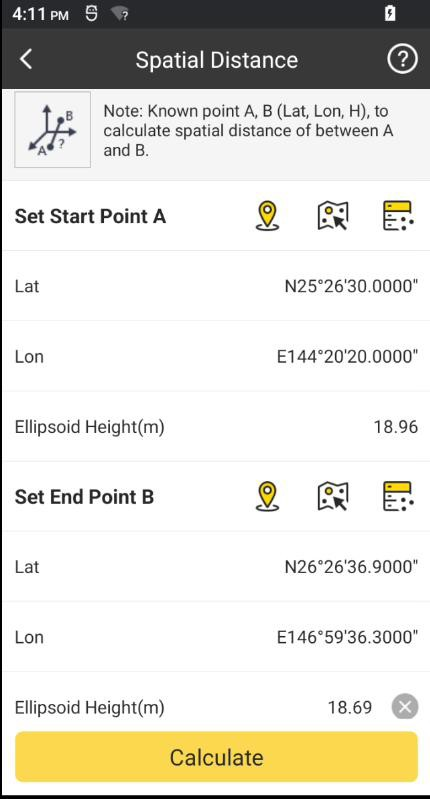 4:11 PM
?
Spatial Distance
?
B
A ?
Note: Known point A, B (Lat, Lon, H), to
calculate spatial distance of between A
and B.
Set Start Point A
Lat N25°26'30.0000"
Lon E144°20'20.0000"
Ellipsoid Height(m) 18.96
Set End Point B
Lat N26°26'36.9000"
Lon E146°59'36.3000"
Ellipsoid Height(m) 18.69
Calculate